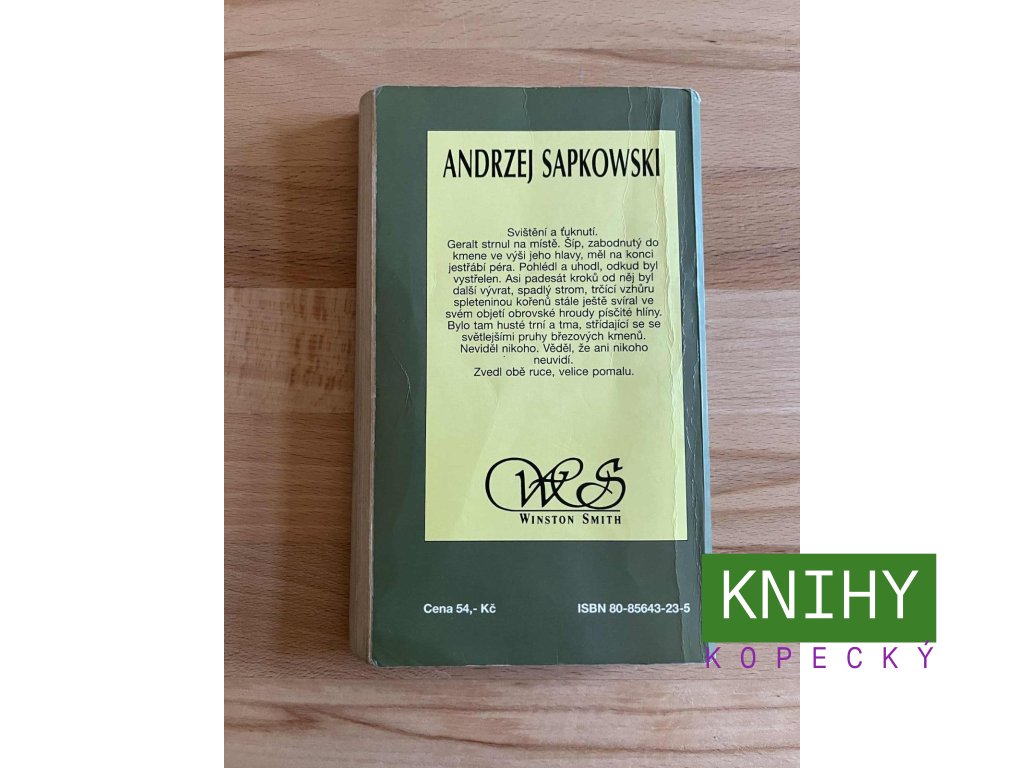 ANDRZEJ SAPKOWSKI
Svištění a ťuknutí.
Geralt strnul na místě. Šíp, zabodnutý do
kmene ve výši jeho hlavy, měl na konci
jestřábí péra. Pohlédl a uhodl, odkud byl
vystřelen. Asi padesát kroků od něj byl
další vývrat, spadlý strom, trčící vzhůru
spleteninou kořenů stále ještě svíral ve
svém objetí obrovské hroudy písčité hlíny.
Bylo tam husté trní a tma, střídající se se
světlejšími pruhy březových kmenů.
Neviděl nikoho. Věděl, že ani nikoho
neuvidí.
Zvedl obě ruce, velice pomalu.
WS
WINSTON SMITH
Cena 54,- Kč
ISBN 80-85643-23-5
KNIHY
KOPECKÝ